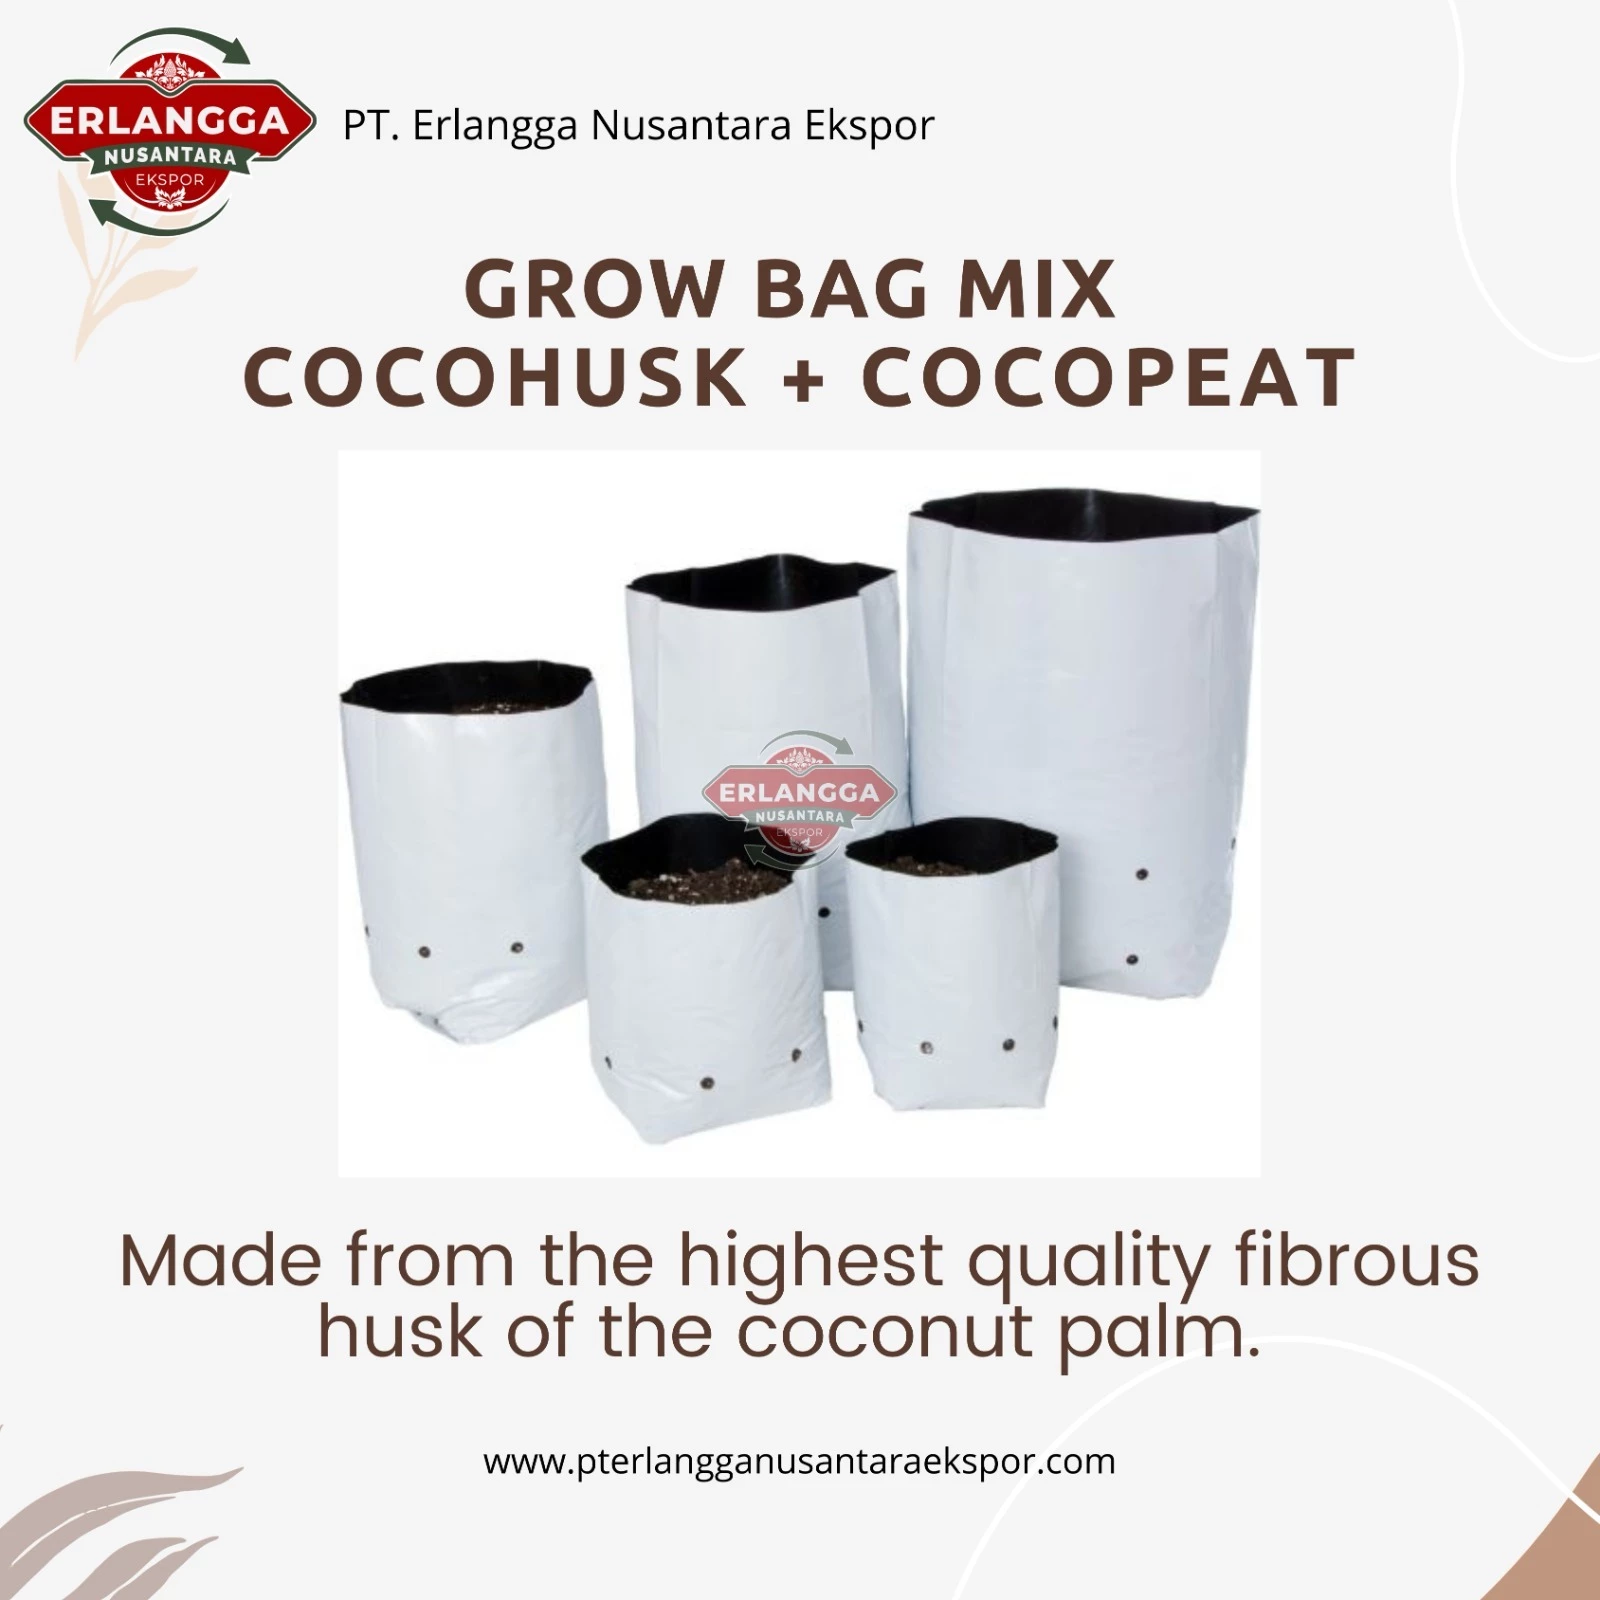 ERLANGGA
NUSANTARA
EKSPOR
PT. Erlangga Nusantara Ekspor
GROW BAG MIX
COCOHUSK + COCOPEAT
ERLANGGA
NUSANTARA
EKSPOR
Made from the highest quality fibrous
husk of the coconut palm.
www.pterlangganusantaraekspor.com